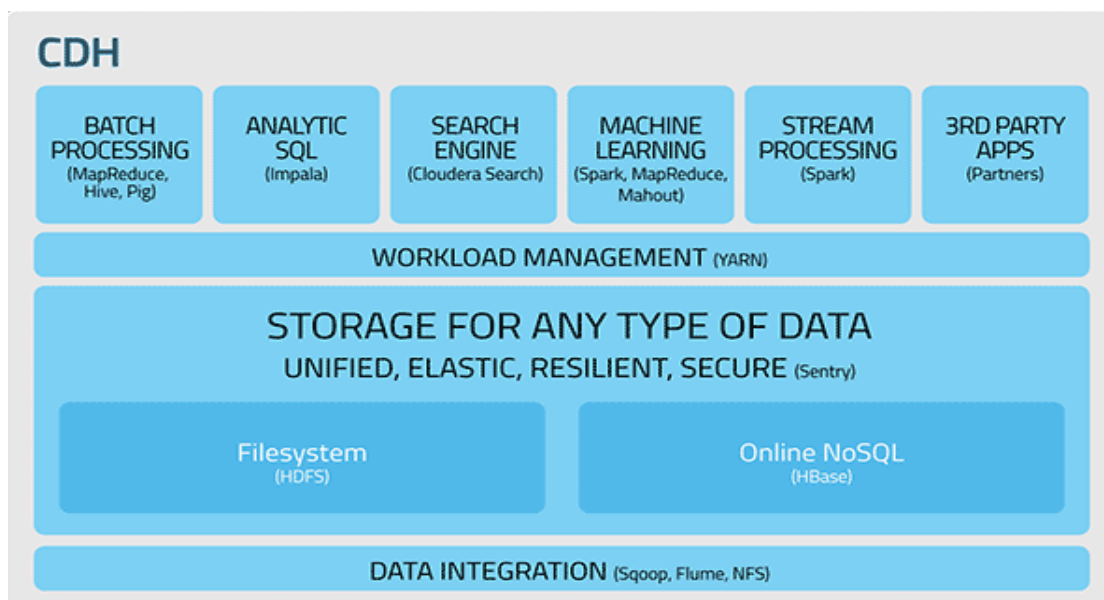 CDH
BATCH
PROCESSING
(MapReduce,
Hive, Pig)
ANALYTIC
SQL
(Impala)
SEARCH
ENGINE
(Cloudera Search)
MACHINE
LEARNING
(Spark, MapReduce,
Mahout)
STREAM
PROCESSING
(Spark)
3RD PARTY
APPS
(Partners)
WORKLOAD MANAGEMENT (YARN)
STORAGE FOR ANY TYPE OF DATA
UNIFIED, ELASTIC, RESILIENT, SECURE (Sentry)
Filesystem
(HDFS)
Online NoSQL
(HBase)
DATA INTEGRATION (Sqoop, Flume, NFS)